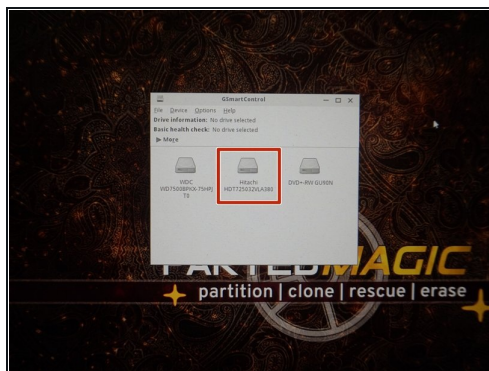 GSmartControl
File Device Options Help
Drive information: No drive selected
Basic health check: No drive selected
More
WDC
WD7500BPKX-75HPJ
T0
Hitachi
HDT725032VLA380
DVD+-RW GU90N
PARTEDMAGIC
partition | clone | rescue | erase